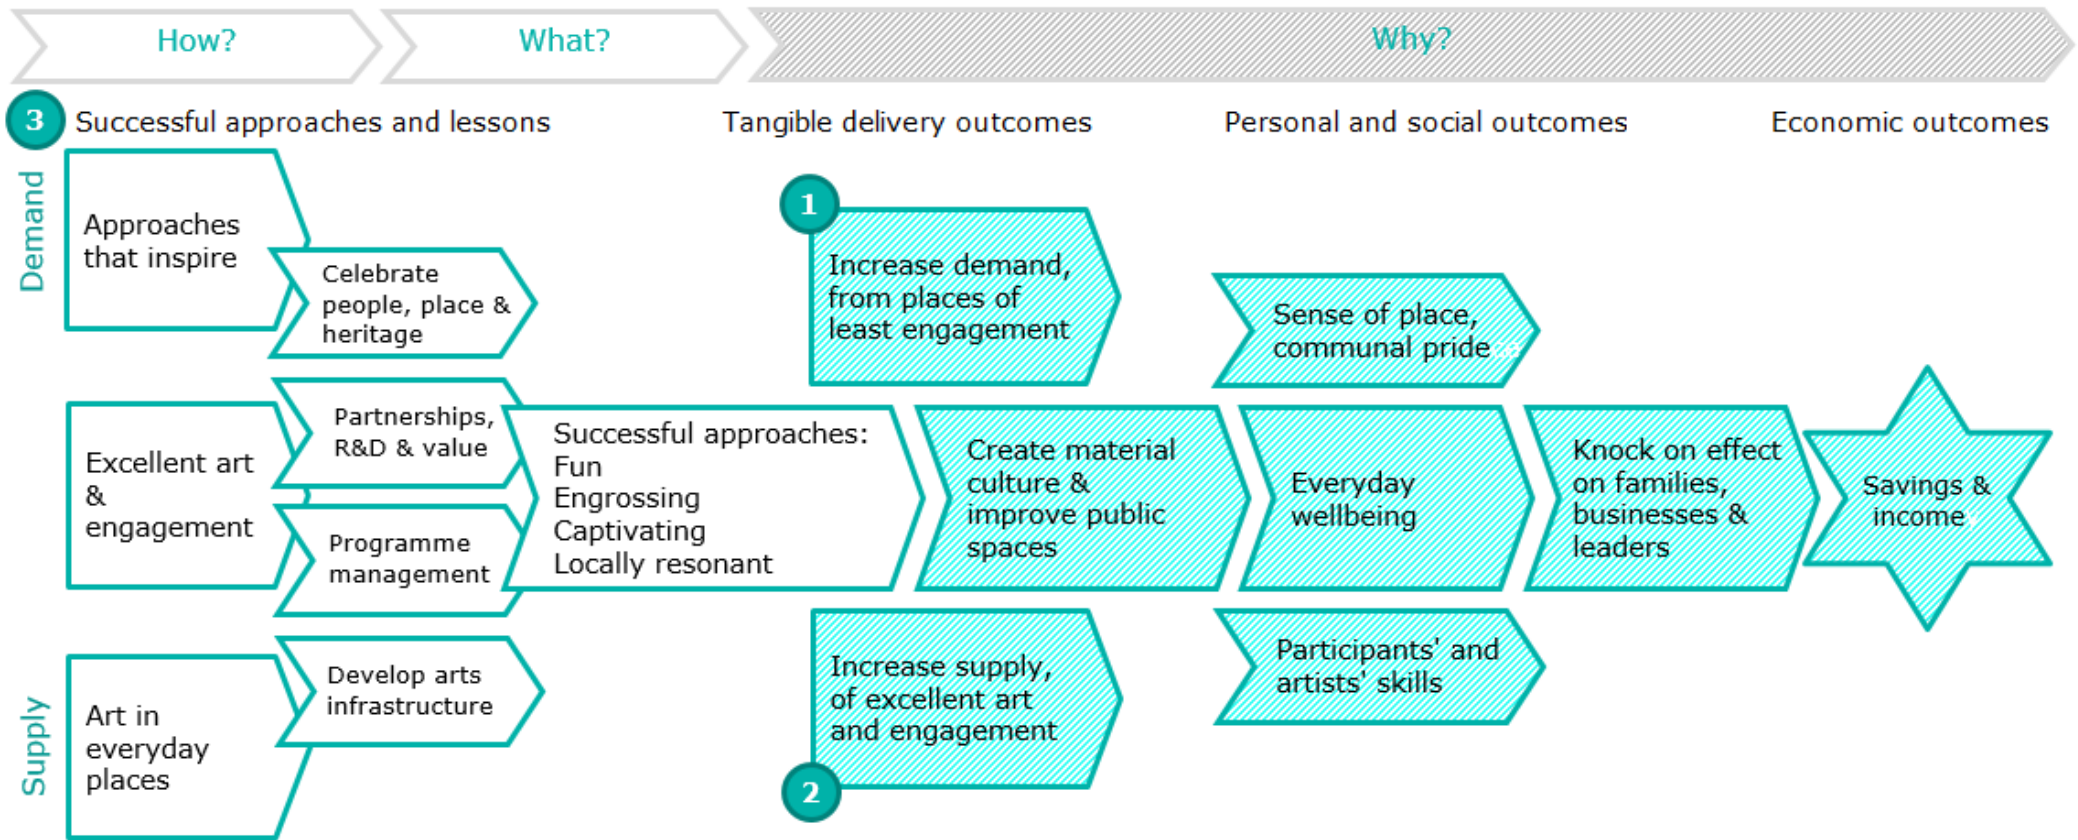 How?
What?
Why?
3
Successful approaches and lessons
Tangible delivery outcomes
Personal and social outcomes
Economic outcomes
Demand
Approaches
that inspire
Celebrate
people, place &
heritage
1
Increase demand,
from places of
least engagement
Sense of place,
communal pride
Excellent art
&
engagement
Partnerships,
R&D & value
Programme
management
Successful approaches:
Fun
Engrossing
Captivating
Locally resonant
Create material
culture &
improve public
spaces
Everyday
wellbeing
Knock on effect
on families,
businesses &
leaders
Savings &
income
Supply
Art in
everyday
places
Develop arts
infrastructure
Increase supply,
of excellent art
and engagement
2
Participants' and
artists' skills